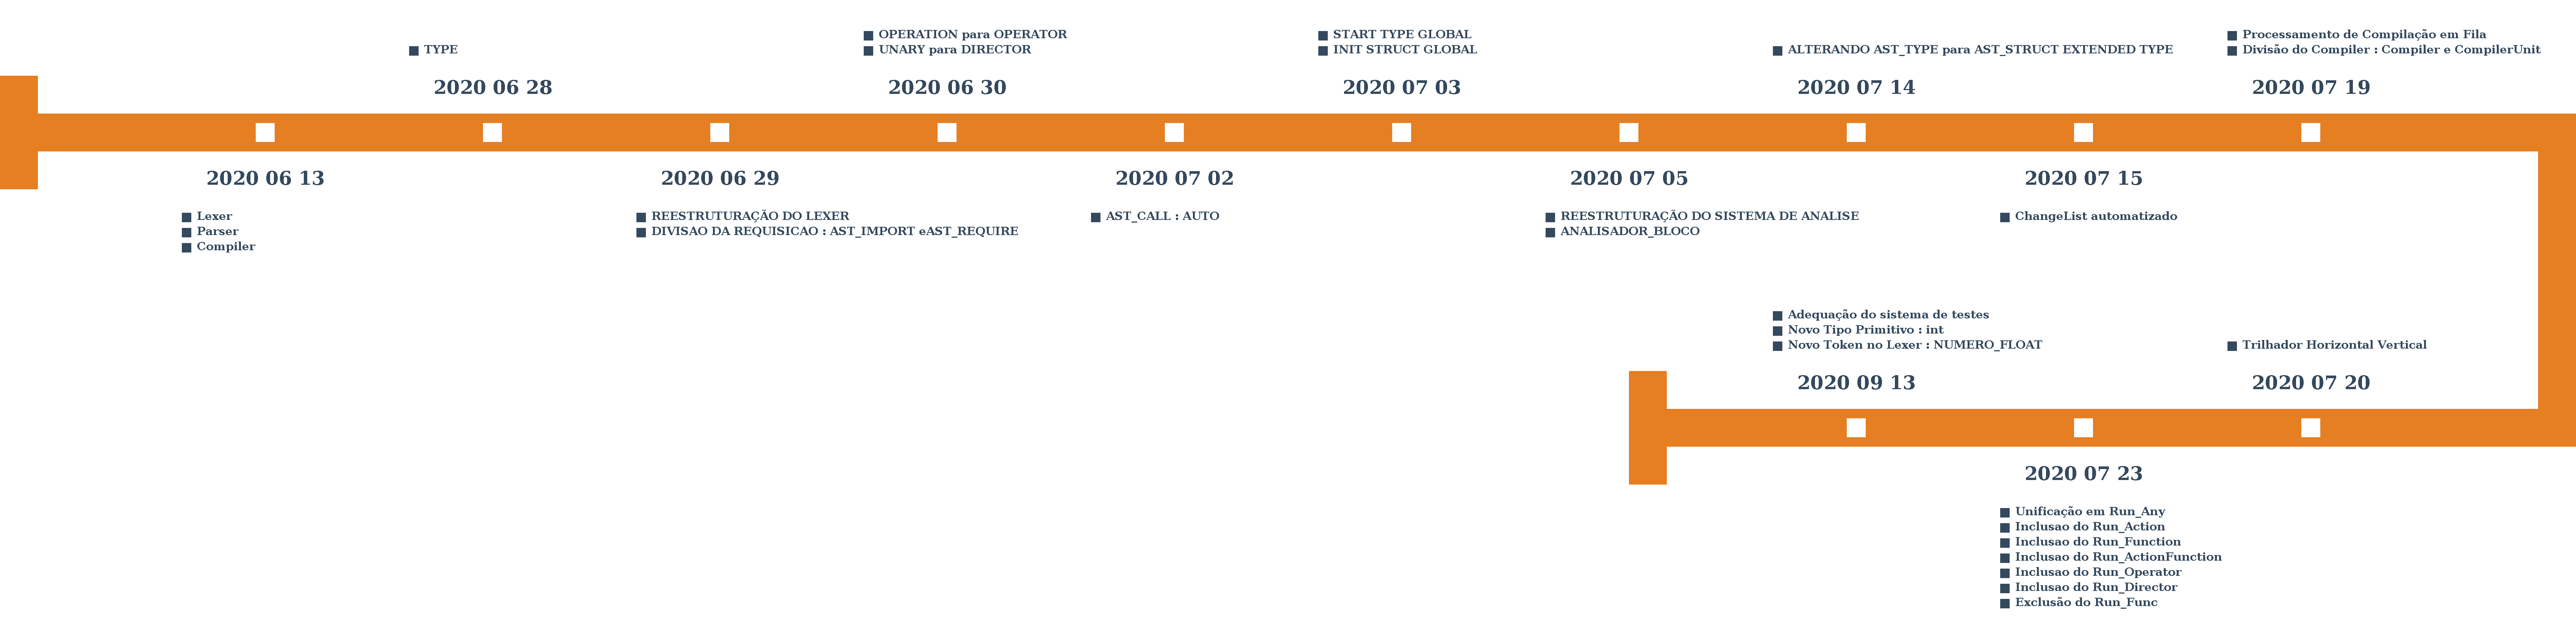 2020 06 13
Lexer
Parser
Compiler
TYPE
2020 06 28
2020 06 29
REESTRUTURAÇÃO DO LEXER
DIVISAO DA REQUISICAO : AST_IMPORT eAST_REQUIRE
OPERATION para OPERATOR
UNARY para DIRECTOR
2020 06 30
2020 07 02
AST_CALL : AUTO
START TYPE GLOBAL
INIT STRUCT GLOBAL
2020 07 03
2020 07 05
REESTRUTURAÇÃO DO SISTEMA DE ANALISE
ANALISADOR_BLOCO
ALTERANDO AST_TYPE para AST_STRUCT EXTENDED TYPE
2020 07 14
2020 07 15
ChangeList automatizado
Processamento de Compilação em Fila
Divisão do Compiler : Compiler e CompilerUnit
2020 07 19
Trilhador Horizontal Vertical
2020 07 20
2020 07 23
Unificação em Run_Any
Inclusao do Run_Action
Inclusao do Run_Function
Inclusao do Run_ActionFunction
Inclusao do Run_Operator
Inclusao do Run_Director
Exclusão do Run_Func
Adequação do sistema de testes
Novo Tipo Primitivo : int
Novo Token no Lexer : NUMERO_FLOAT
2020 09 13